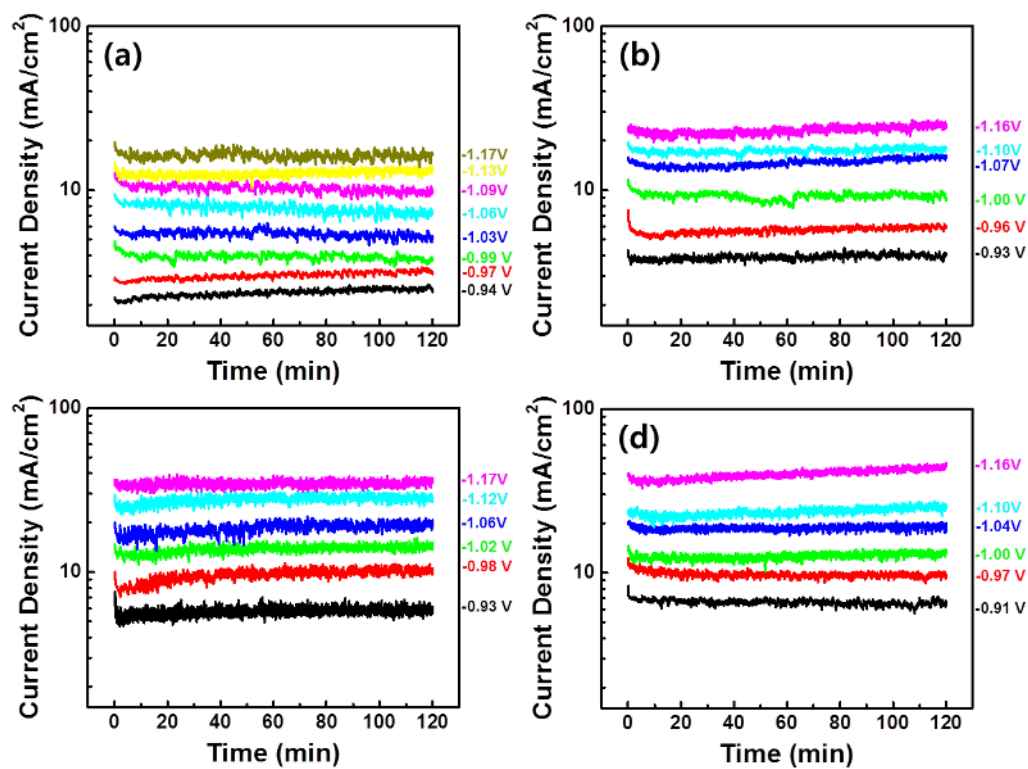 (a)
Current Density (mA/cm²)
100
10
0 20 40 60 80 100 120
Time (min)
-1.17V
-1.13V
-1.09V
-1.06V
-1.03V
-0.99 V
-0.97 V
-0.94 V
(b)
Current Density (mA/cm²)
100
10
0 20 40 60 80 100 120
Time (min)
-1.16V
-1.10V
-1.07V
-1.00 V
-0.96 V
-0.93 V
Current Density (mA/cm²)
100
10
0 20 40 60 80 100 120
Time (min)
-1.17V
-1.12V
-1.06V
-1.02 V
-0.98 V
-0.93 V
(d)
Current Density (mA/cm²)
100
10
0 20 40 60 80 100 120
Time (min)
-1.16V
-1.10V
-1.04V
-1.00 V
-0.97 V
-0.91 V